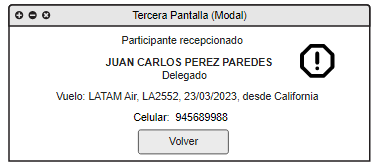 Tercera Pantalla (Modal)
Participante recepcionado
JUAN CARLOS PEREZ PAREDES
Delegado
Vuelo: LATAM Air, LA2552, 23/03/2023, desde California
Celular: 945689988
Volver